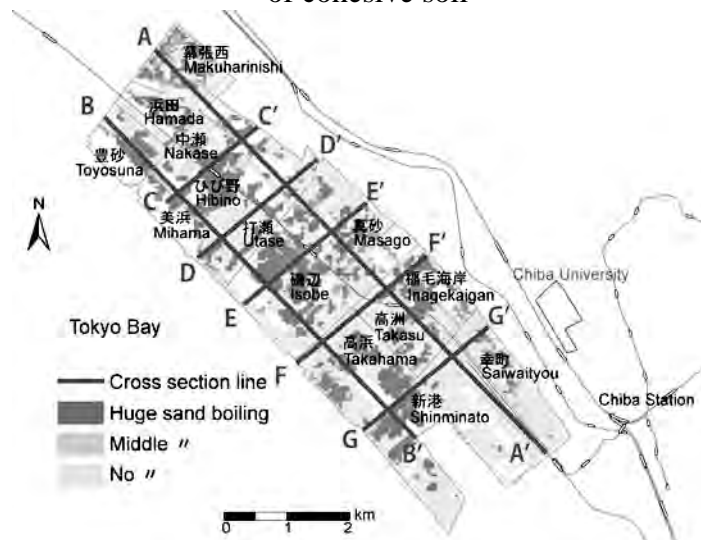 of cohesive soil
A
幕張西
Makuharinishi
B
浜田
Hamada
C'
中瀬
Nakase
D'
豊砂
Toyosuna
ひび野
Hibino
E'
C
美浜
Mihama
打瀬
Utase
真砂
Masago
N
D
F'
磯辺
Isobe
稲毛海岸
Inagekaigan
Chiba University
E
G'
高洲
Takasu
Tokyo Bay
高浜
Takahama
幸町
Saiwaityou
F
Cross section line
新港
Shinminato
Chiba Station
Huge sand boiling
G
B'
A'
Middle 〃
No 〃
0 1 2 km